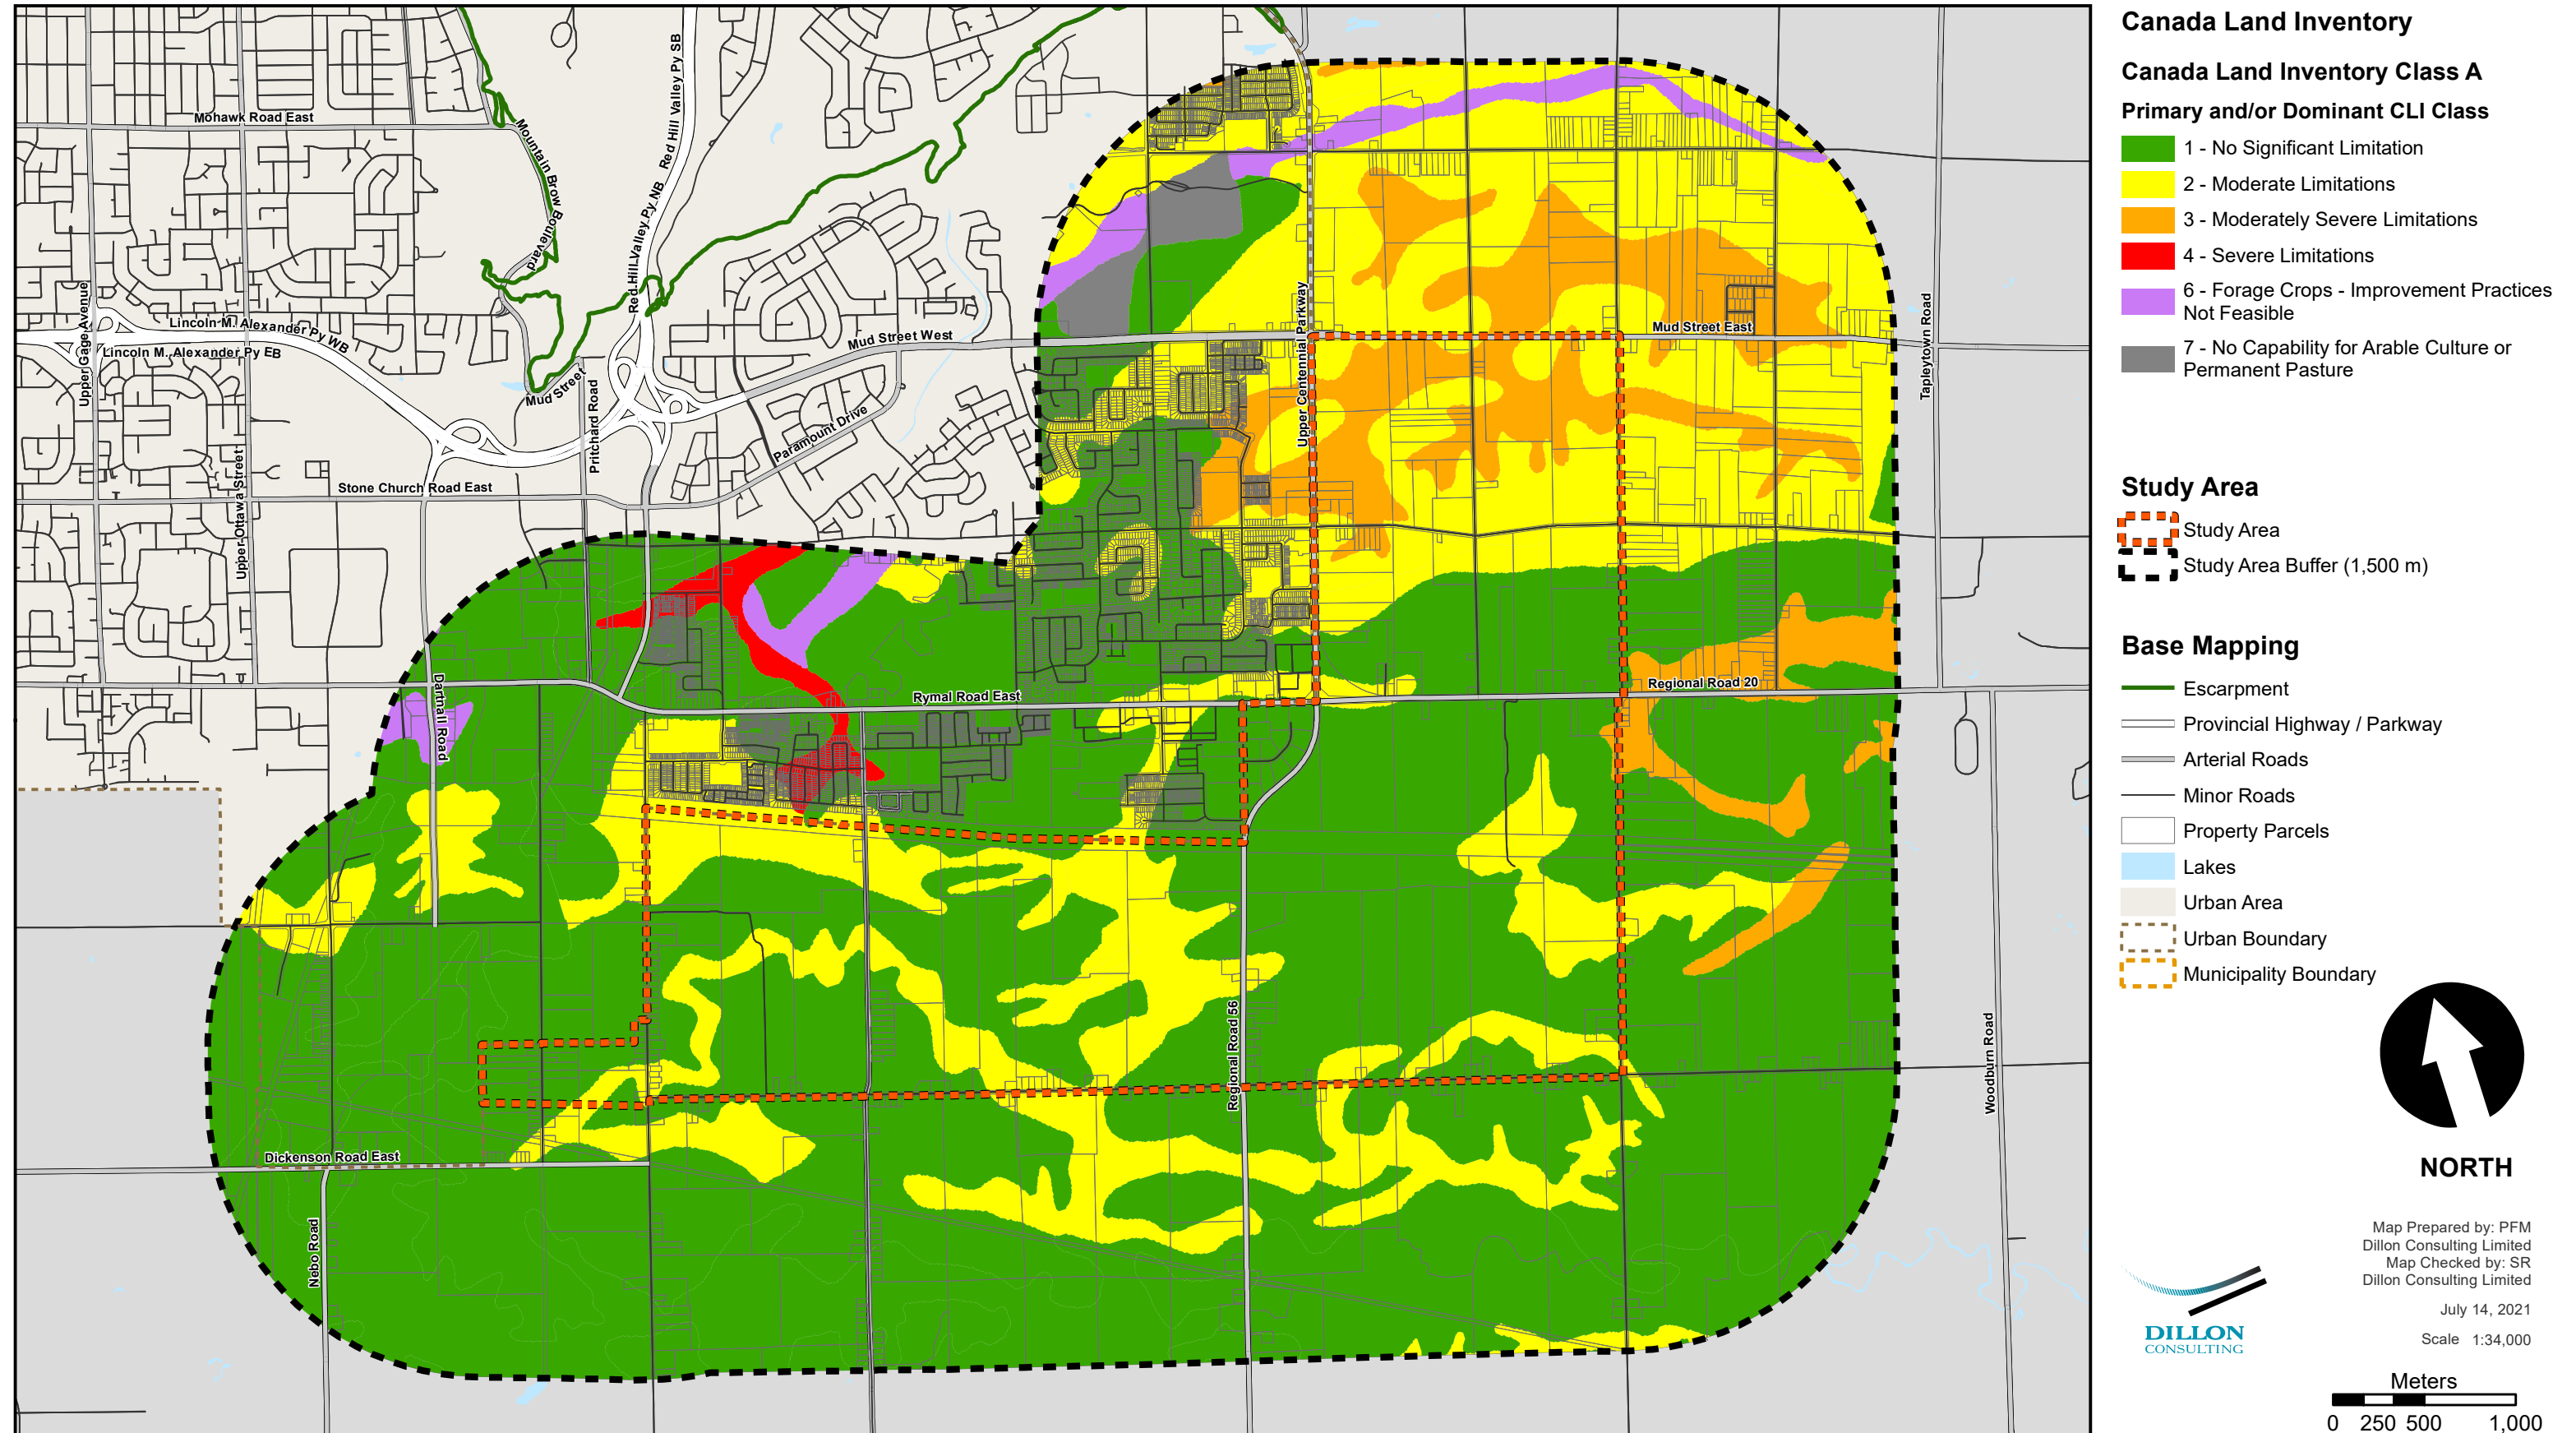 Canada Land Inventory
Canada Land Inventory Class A
Primary and/or Dominant CLI Class
1 - No Significant Limitation
2 - Moderate Limitations
3 - Moderately Severe Limitations
4 - Severe Limitations
6 - Forage Crops - Improvement Practices
Not Feasible
7 - No Capability for Arable Culture or
Permanent Pasture
Study Area
Study Area
Study Area Buffer (1,500 m)
Base Mapping
Escarpment
Provincial Highway / Parkway
Arterial Roads
Minor Roads
Property Parcels
Lakes
Urban Area
Urban Boundary
Municipality Boundary
NORTH
Map Prepared by: PFM
Dillon Consulting Limited
Map Checked by: SR
Dillon Consulting Limited
July 14, 2021
Scale 1:34,000
DILLON
CONSULTING
Meters
0 250 500 1,000
Mohawk Road East
Mountain Brow Boulevard
Red Hill Valley Py SB
Red Hill Valley Py NB
Upper Gage Avenue
Lincoln M. Alexander Py WB
Lincoln M. Alexander Py EB
Mud Street
Pritchard Road
Mud Street West
Paramount Drive
Upper Centennial Parkway
Mud Street East
Tapleytown Road
Upper Ottawa Street
Stone Church Road East
Dartnall Road
Rymal Road East
Regional Road 20
Regional Road 56
Woodburn Road
Dickenson Road East
Nebo Road